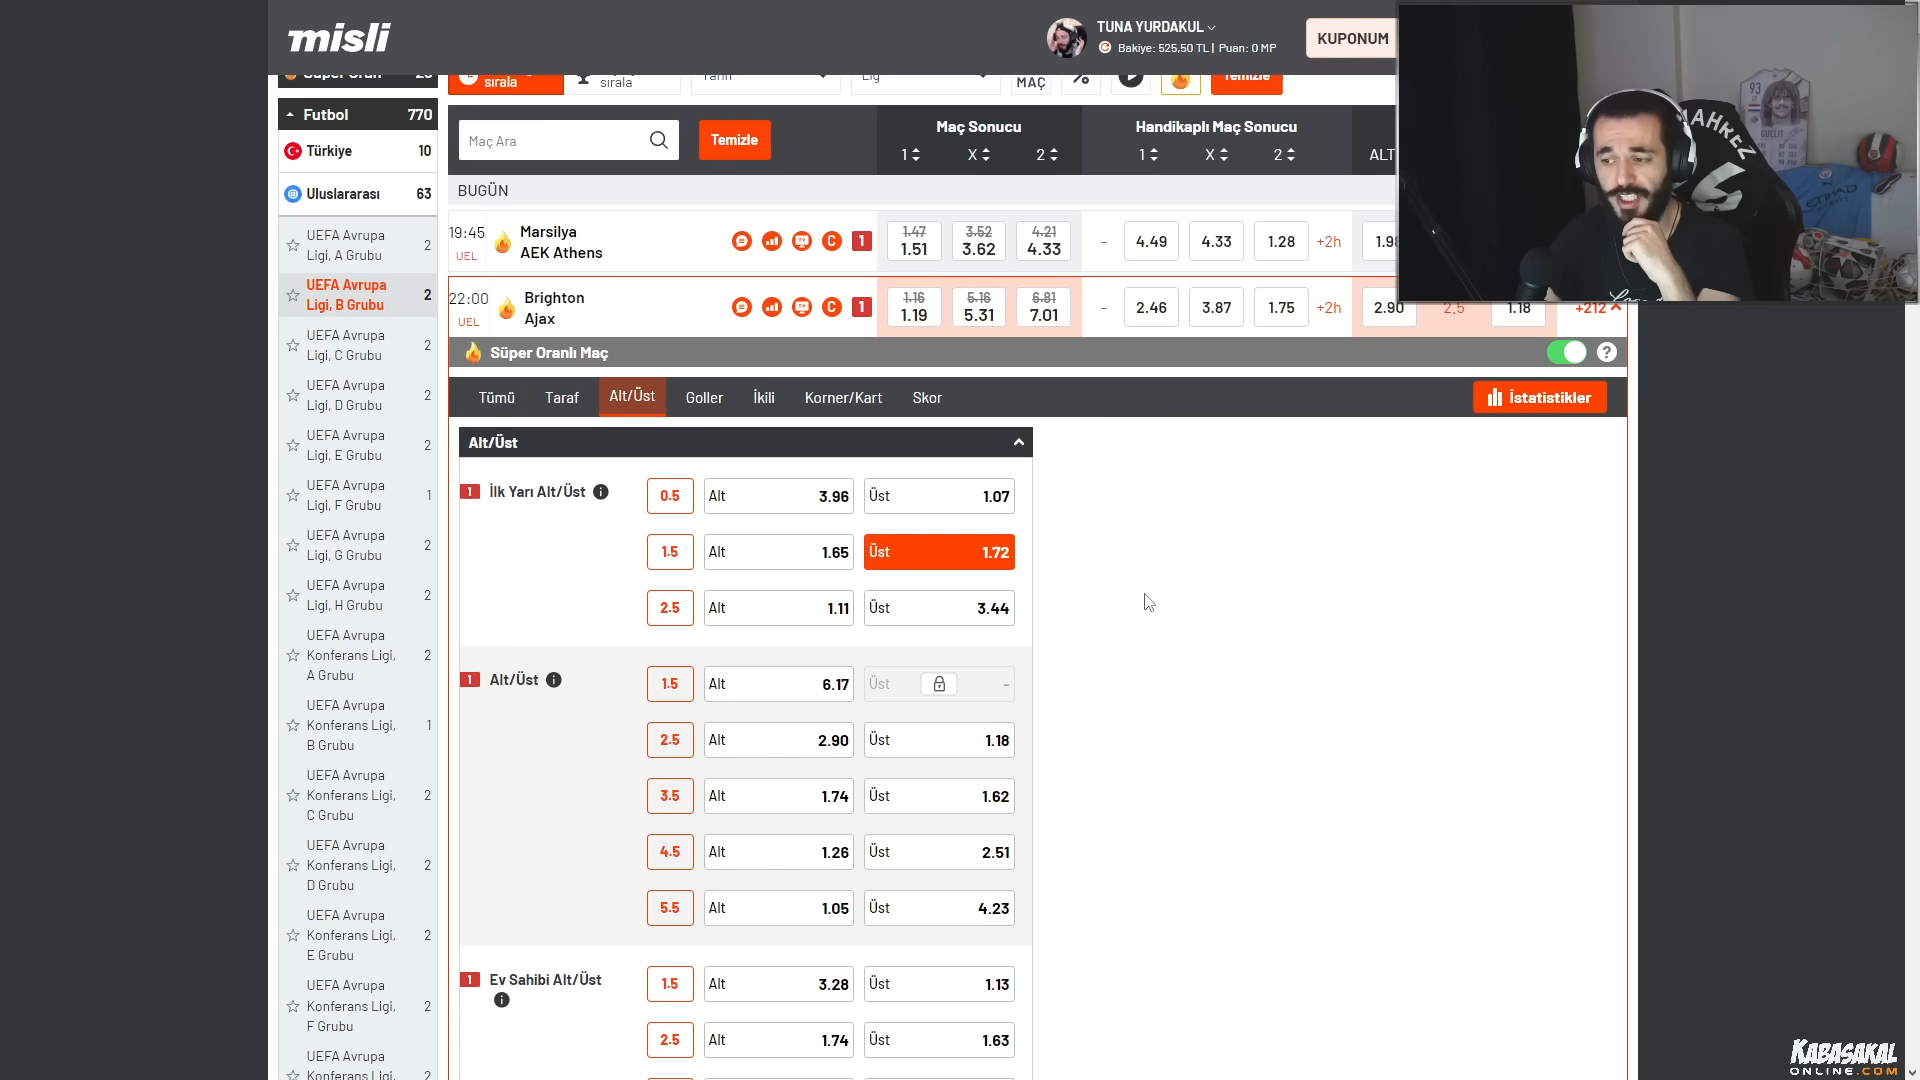 misli
TUNA YURDAKUL
Bakiye: 525,50 TL | Puan: 0 MP
KUPONUM
sırala
sırala
MAÇ
Temizle
Futbol 770
Türkiye 10
Uluslararası 63
UEFA Avrupa
Ligi, A Grubu 2
UEFA Avrupa
Ligi, B Grubu 2
UEFA Avrupa
Ligi, C Grubu 2
UEFA Avrupa
Ligi, D Grubu 2
UEFA Avrupa
Ligi, E Grubu 2
UEFA Avrupa
Ligi, F Grubu 1
UEFA Avrupa
Ligi, G Grubu 2
UEFA Avrupa
Ligi, H Grubu 2
UEFA Avrupa
Konferans Ligi,
A Grubu 2
UEFA Avrupa
Konferans Ligi,
B Grubu 1
UEFA Avrupa
Konferans Ligi,
C Grubu 2
UEFA Avrupa
Konferans Ligi,
D Grubu 2
UEFA Avrupa
Konferans Ligi,
E Grubu 2
UEFA Avrupa
Konferans Ligi,
F Grubu 2
UEFA Avrupa
Konferans Ligi, 2
Maç Ara
Temizle
Maç Sonucu
1 X 2
Handikaplı Maç Sonucu
1 X 2
ALT
BUGÜN
19:45
UEL
Marsilya
AEK Athens
C 1
1.47 3.52 4.21
1.51 3.62 4.33
- 4.49 4.33 1.28 +2h
22:00
UEL
Brighton
Ajax
C 1
1.16 5.16 6.81
1.19 5.31 7.01
- 2.46 3.87 1.75 +2h 2.90 2.5 1.18 +212
Süper Oranlı Maç
?
Tümü Taraf Alt/Üst Goller İkili Korner/Kart Skor
İstatistikler
Alt/Üst
1 İlk Yarı Alt/Üst 0.5 Alt 3.96 Üst 1.07
1.5 Alt 1.65 Üst 1.72
2.5 Alt 1.11 Üst 3.44
1 Alt/Üst 1.5 Alt 6.17 Üst -
2.5 Alt 2.90 Üst 1.18
3.5 Alt 1.74 Üst 1.62
4.5 Alt 1.26 Üst 2.51
5.5 Alt 1.05 Üst 4.23
1 Ev Sahibi Alt/Üst 1.5 Alt 3.28 Üst 1.13
2.5 Alt 1.74 Üst 1.63
93
GULLIT
AHREZ
ETIHAD
KABASAKAL
ONLINE.COM